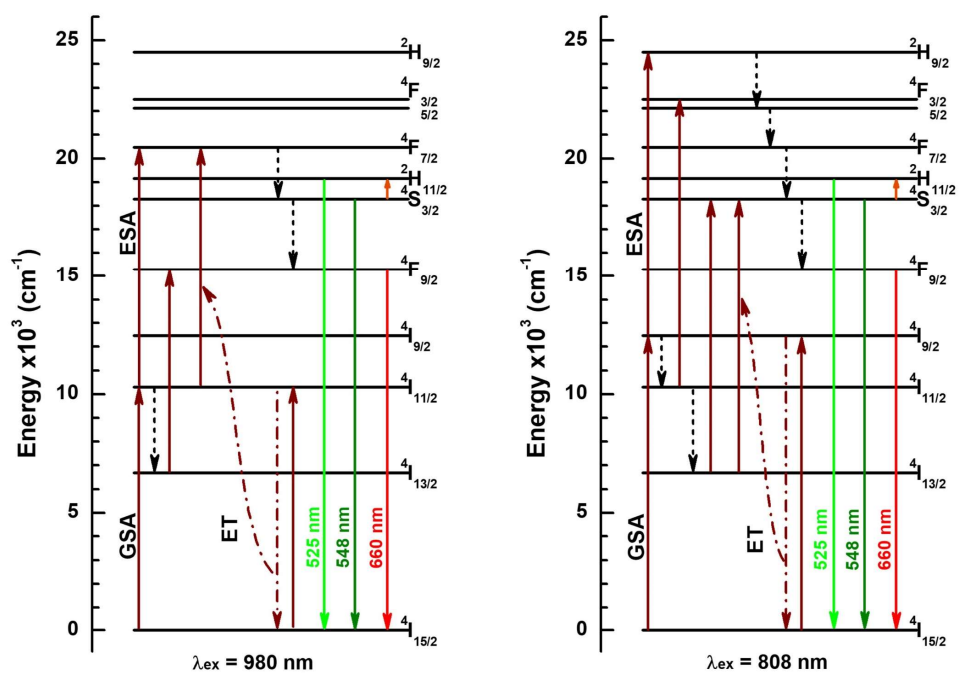 25
20
15
10
5
0
Energy x10³ (cm⁻¹)
²H₉/₂
⁴F₃/₂
₅/₂
⁴F₇/₂
²H₁₁/₂
⁴S₃/₂
⁴F₉/₂
⁴I₉/₂
⁴I₁₁/₂
⁴I₁₃/₂
⁴I₁₅/₂
ESA
GSA
ET
525 nm
548 nm
660 nm
λex = 980 nm
25
20
15
10
5
0
Energy x10³ (cm⁻¹)
²H₉/₂
⁴F₃/₂
₅/₂
⁴F₇/₂
²H₁₁/₂
⁴S₃/₂
⁴F₉/₂
⁴I₉/₂
⁴I₁₁/₂
⁴I₁₃/₂
⁴I₁₅/₂
ESA
GSA
ET
525 nm
548 nm
660 nm
λex = 808 nm